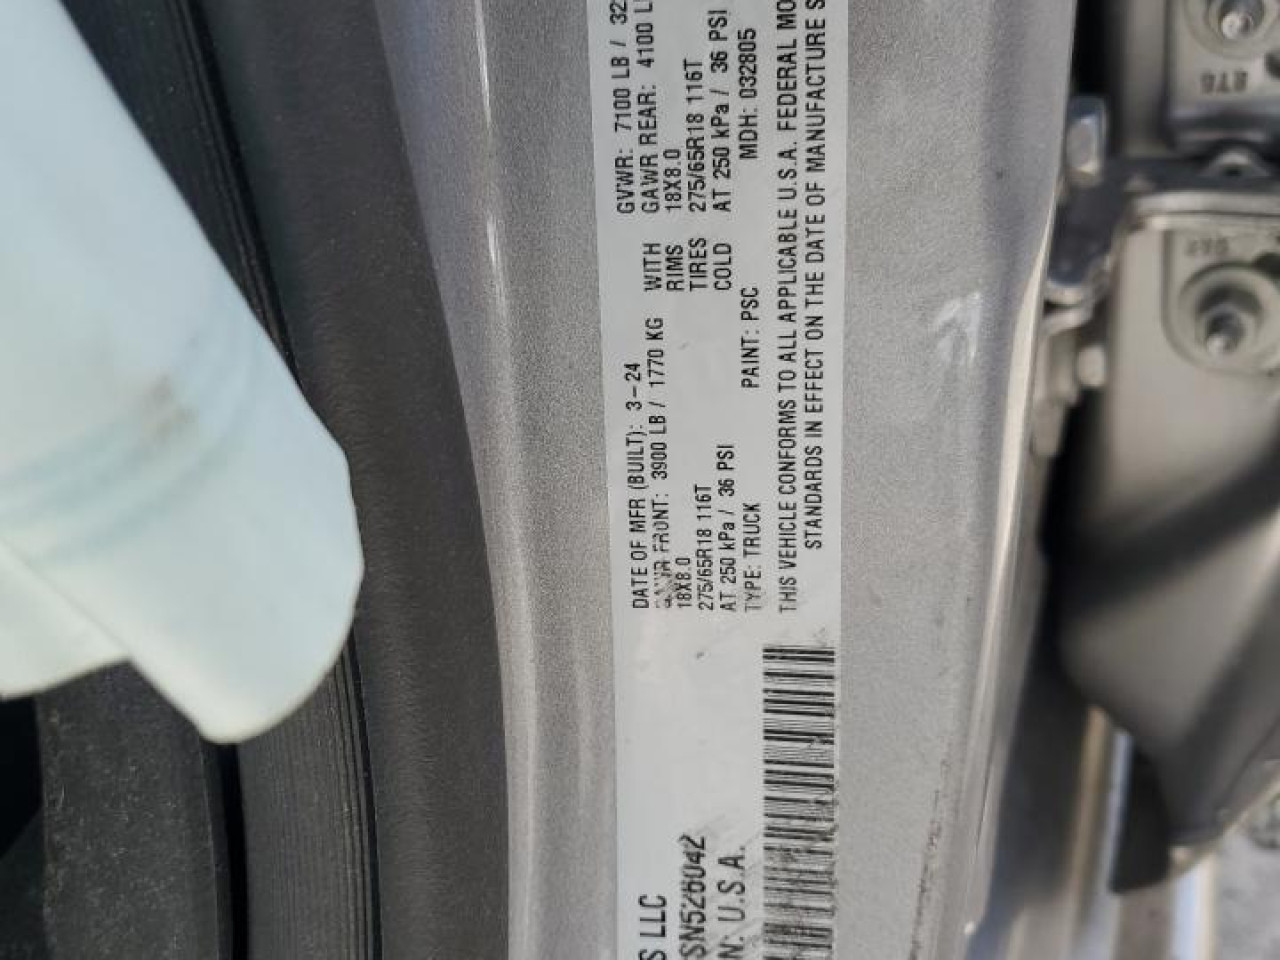 S LLC
SN526042
N. U.S.A.
DATE OF MFR (BUILT): 3-24 GVWR: 7100 LB / 32
GAWR FRONT: 3900 LB / 1770 KG WITH GAWR REAR: 4100 L
18X8.0 RIMS 18X8.0
275/65R18 116T TIRES 275/65R18 116T
AT 250 kPa / 36 PSI COLD AT 250 kPa / 36 PSI
TYPE: TRUCK PAINT: PSC MDH: 032805
THIS VEHICLE CONFORMS TO ALL APPLICABLE U.S.A. FEDERAL MO
STANDARDS IN EFFECT ON THE DATE OF MANUFACTURE S